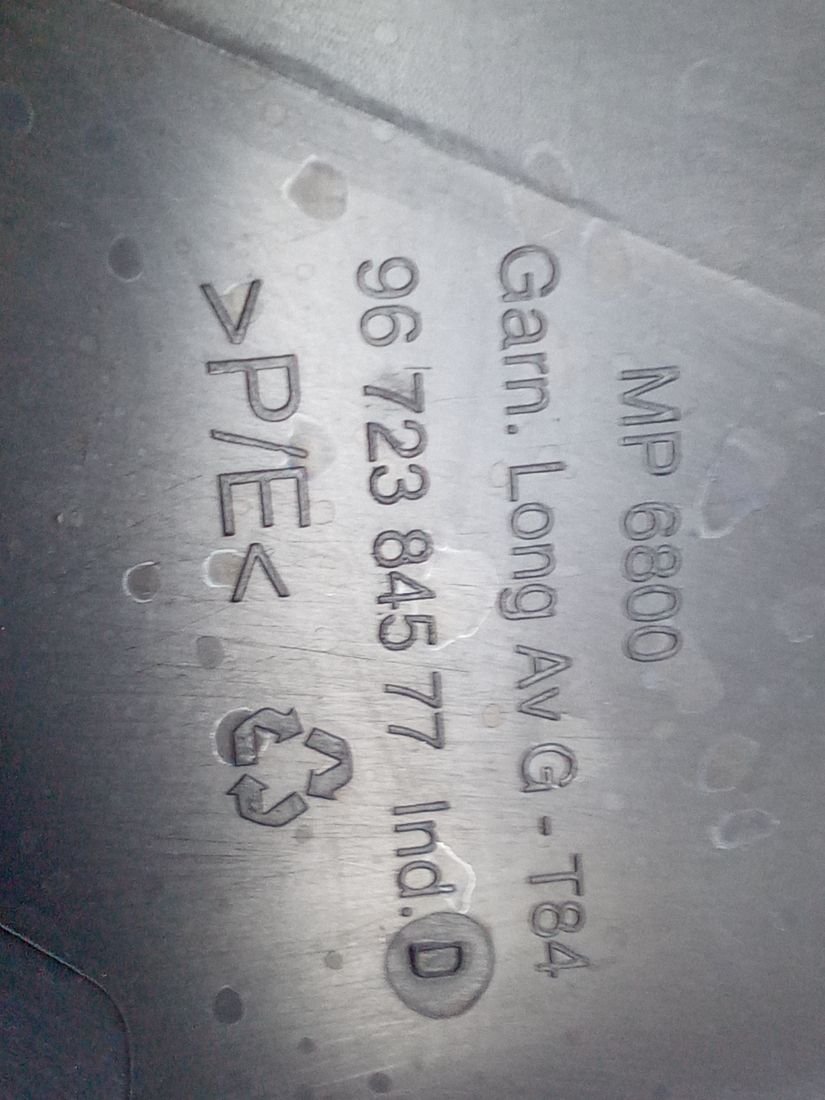 MP 6800
Garn. Long Av G - T84
96 723 845 77 Ind. D
>P/E<